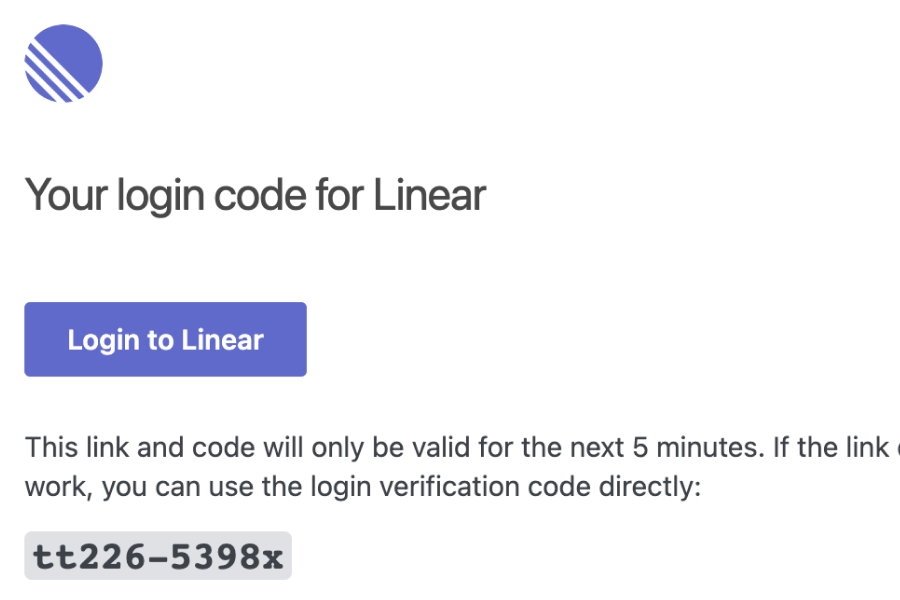 Your login code for Linear
Login to Linear
This link and code will only be valid for the next 5 minutes. If the link
work, you can use the login verification code directly:
tt226-5398x